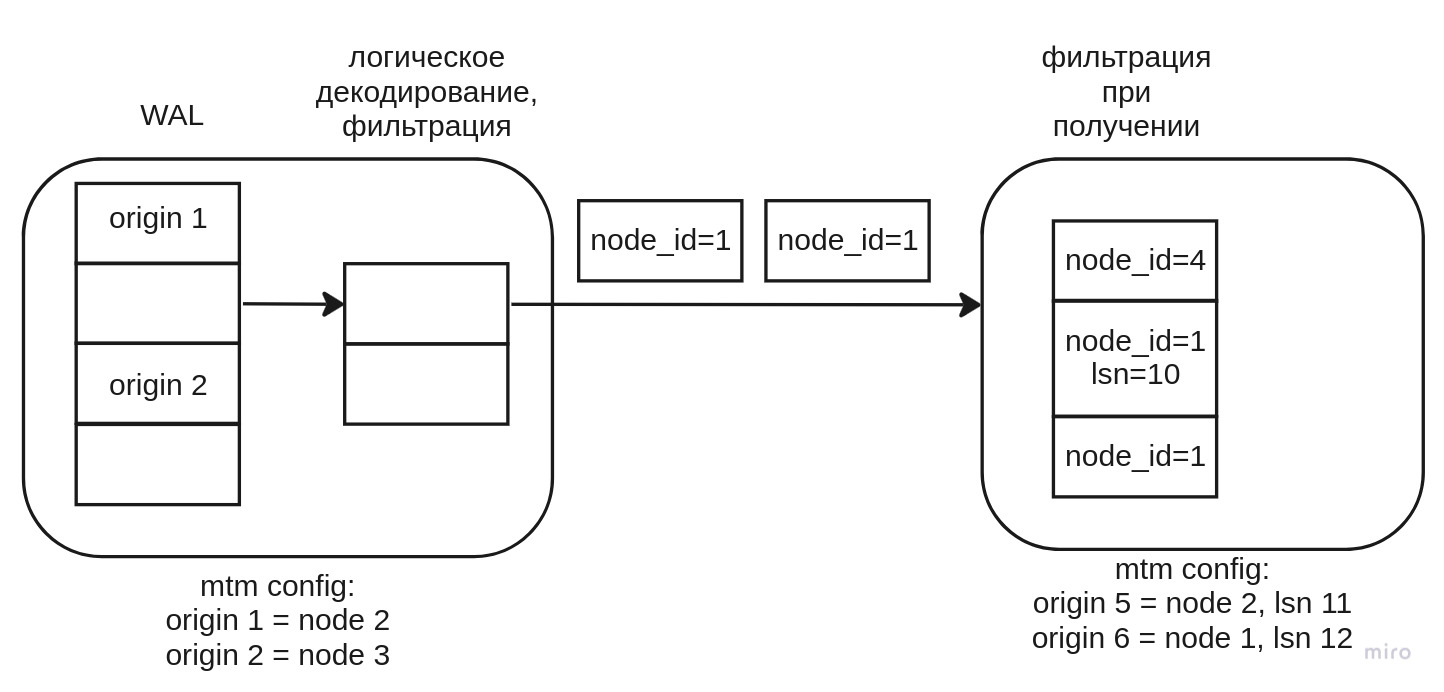 WAL
логическое
декодирование,
фильтрация
origin 1
origin 2
mtm config:
origin 1 = node 2
origin 2 = node 3
node_id=1
node_id=1
фильтрация
при
получении
node_id=4
node_id=1
lsn=10
node_id=1
mtm config:
origin 5 = node 2, lsn 11
origin 6 = node 1, lsn 12
miro